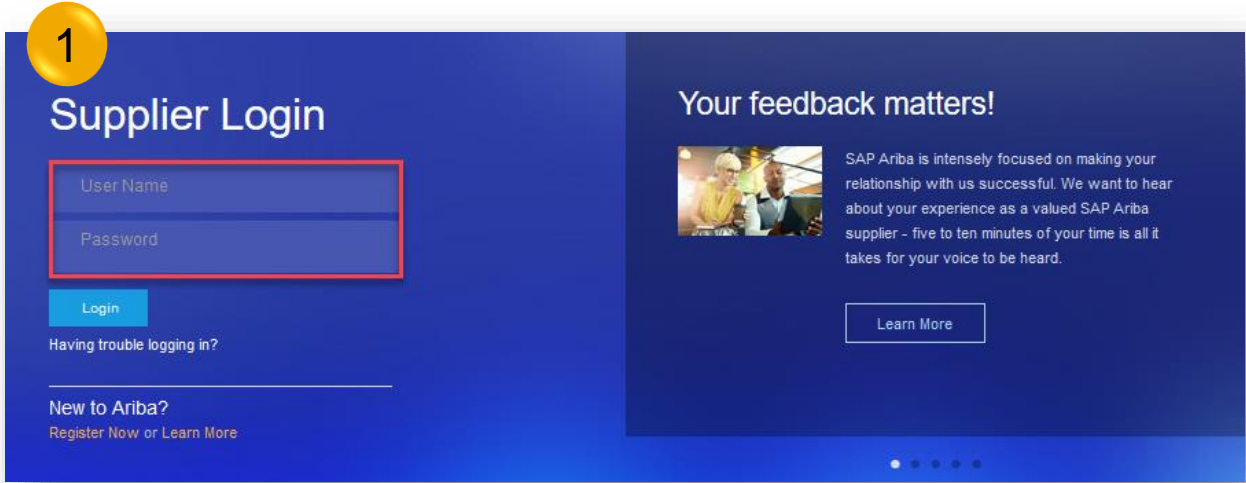 1
Supplier Login
User Name
Password
Login
Having trouble logging in?
New to Ariba?
Register Now or Learn More
Your feedback matters!
SAP Ariba is intensely focused on making your
relationship with us successful. We want to hear
about your experience as a valued SAP Ariba
supplier - five to ten minutes of your time is all it
takes for your voice to be heard.
Learn More